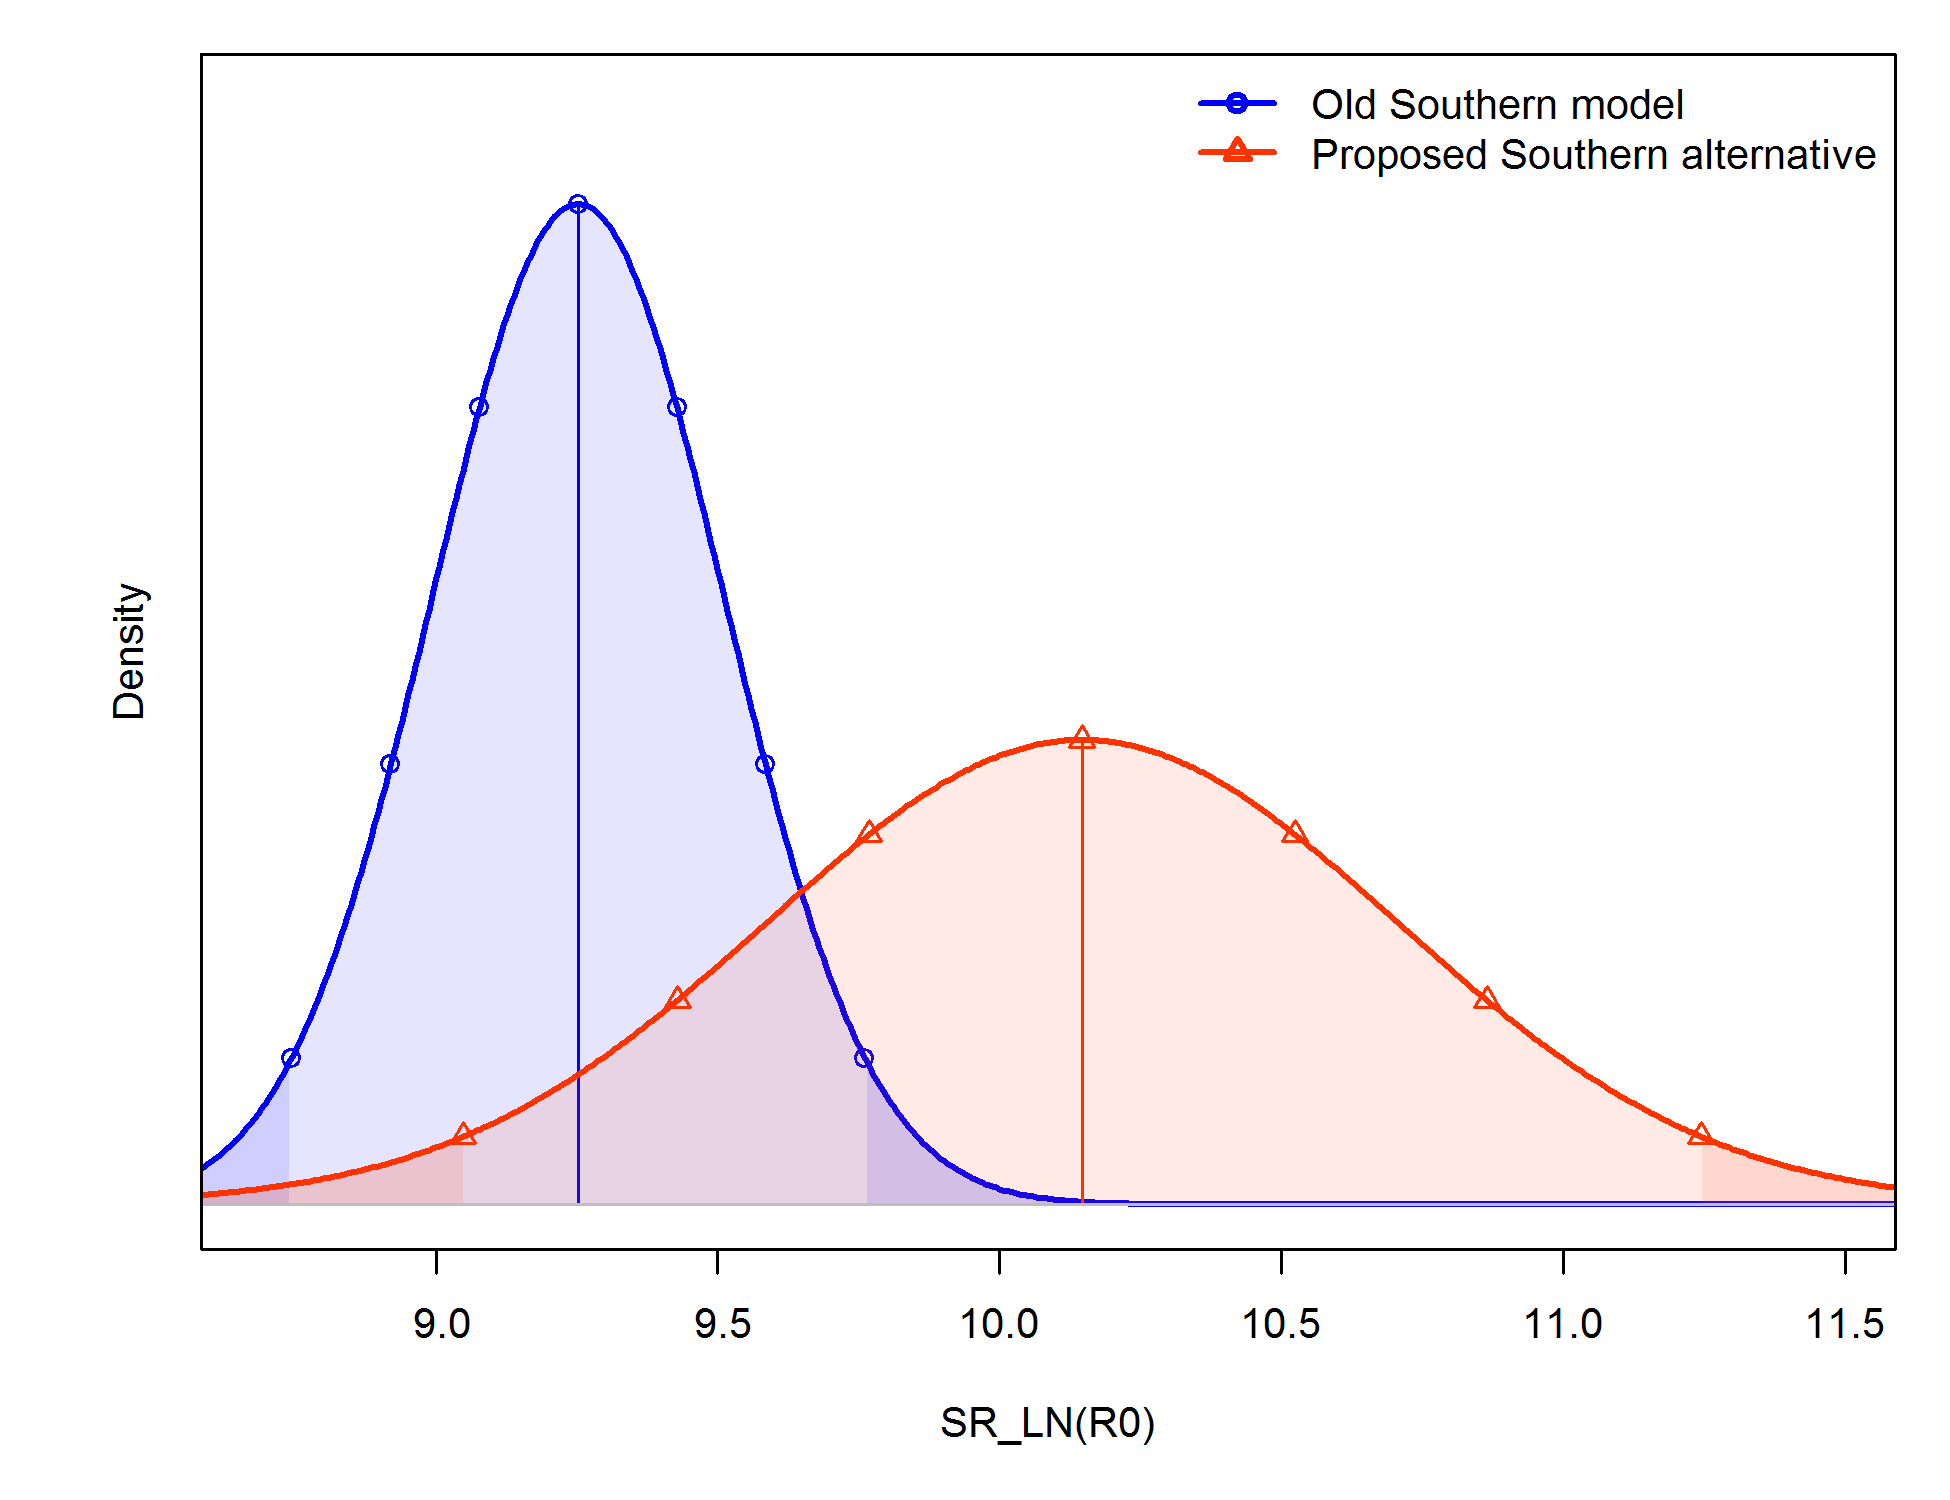 Old Southern model
Proposed Southern alternative
Density
9.0 9.5 10.0 10.5 11.0 11.5
SR_LN(R0)